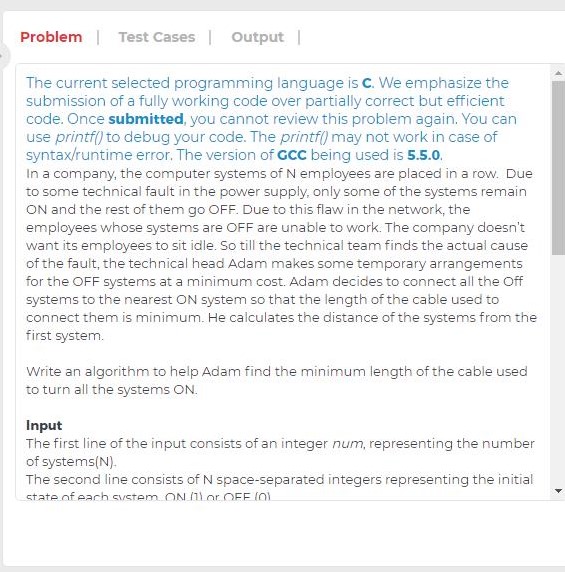 Problem | Test Cases | Output |
The current selected programming language is C. We emphasize the
submission of a fully working code over partially correct but efficient
code. Once submitted, you cannot review this problem again. You can
use printf() to debug your code. The printf() may not work in case of
syntax/runtime error. The version of GCC being used is 5.5.0.
In a company, the computer systems of N employees are placed in a row. Due
to some technical fault in the power supply, only some of the systems remain
ON and the rest of them go OFF. Due to this flaw in the network, the
employees whose systems are OFF are unable to work. The company doesn't
want its employees to sit idle. So till the technical team finds the actual cause
of the fault, the technical head Adam makes some temporary arrangements
for the OFF systems at a minimum cost. Adam decides to connect all the Off
systems to the nearest ON system so that the length of the cable used to
connect them is minimum. He calculates the distance of the systems from the
first system.
Write an algorithm to help Adam find the minimum length of the cable used
to turn all the systems ON.
Input
The first line of the input consists of an integer num, representing the number
of systems(N).
The second line consists of N space-separated integers representing the initial
state of each system, ON (1) or OFF (0)